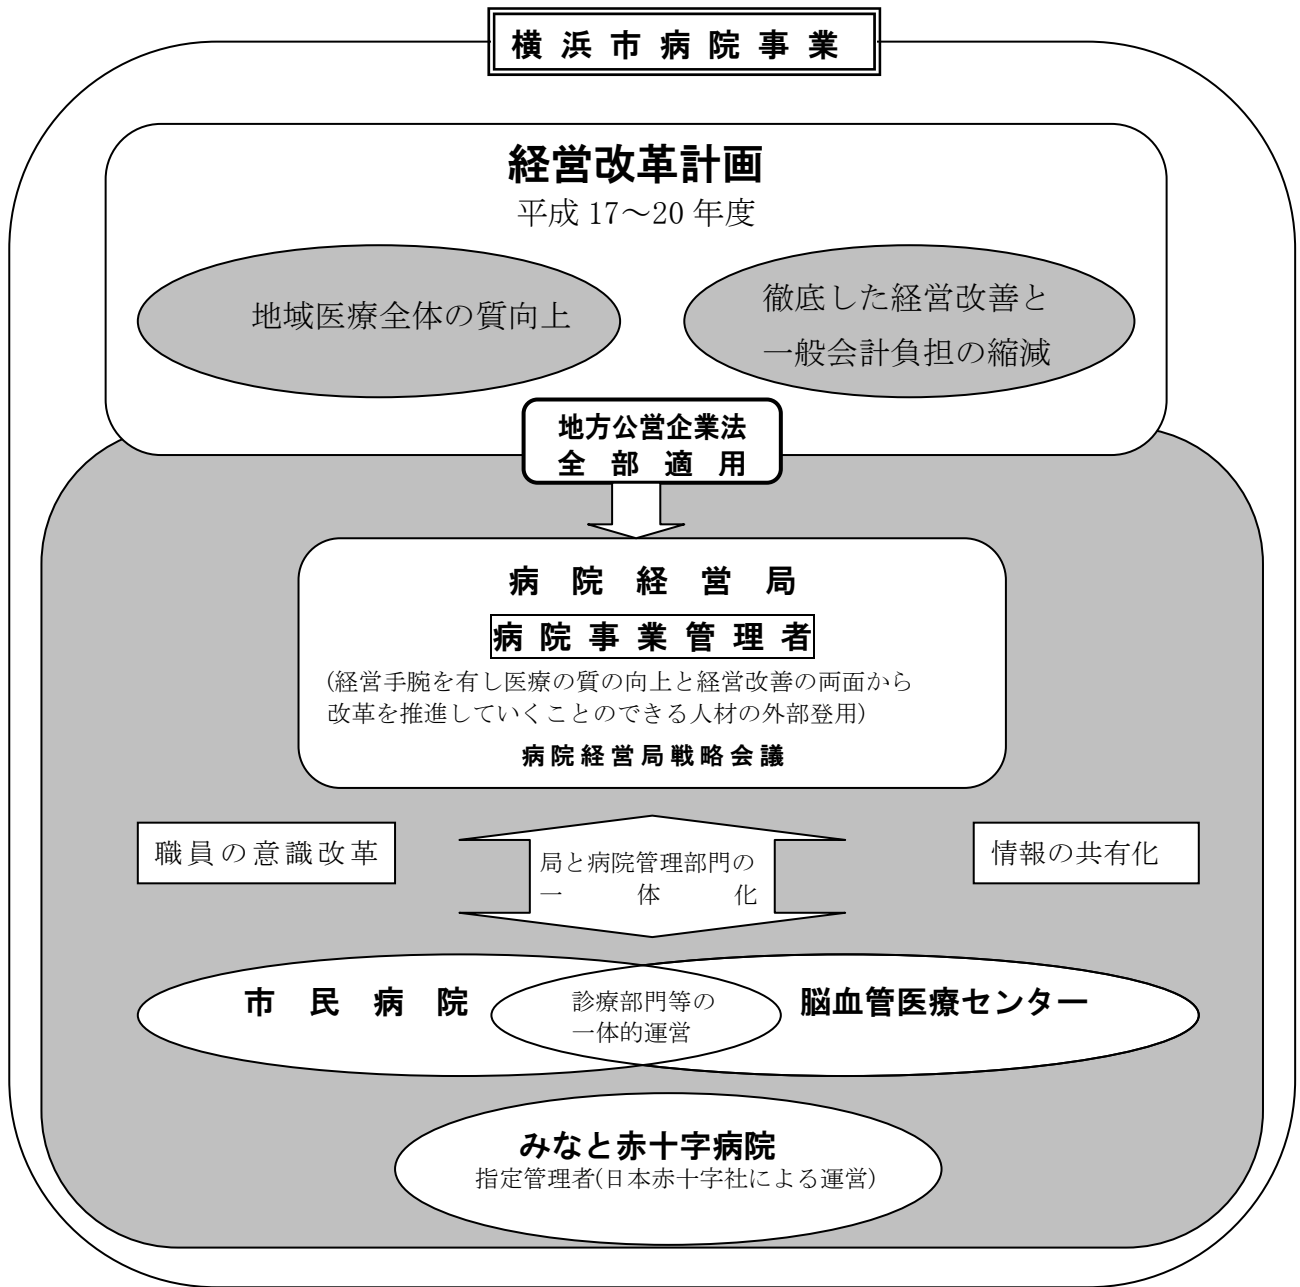 横浜市病院事業
経営改革計画
平成 17～20 年度
地域医療全体の質向上
徹底した経営改善と
一般会計負担の縮減
地方公営企業法
全部適用
病院経営局
病院事業管理者
(経営手腕を有し医療の質の向上と経営改善の両面から
改革を推進していくことのできる人材の外部登用)
病院経営局戦略会議
職員の意識改革
局と病院管理部門の
一体化
情報の共有化
市民病院
診療部門等の
一体的運営
脳血管医療センター
みなと赤十字病院
指定管理者(日本赤十字社による運営)